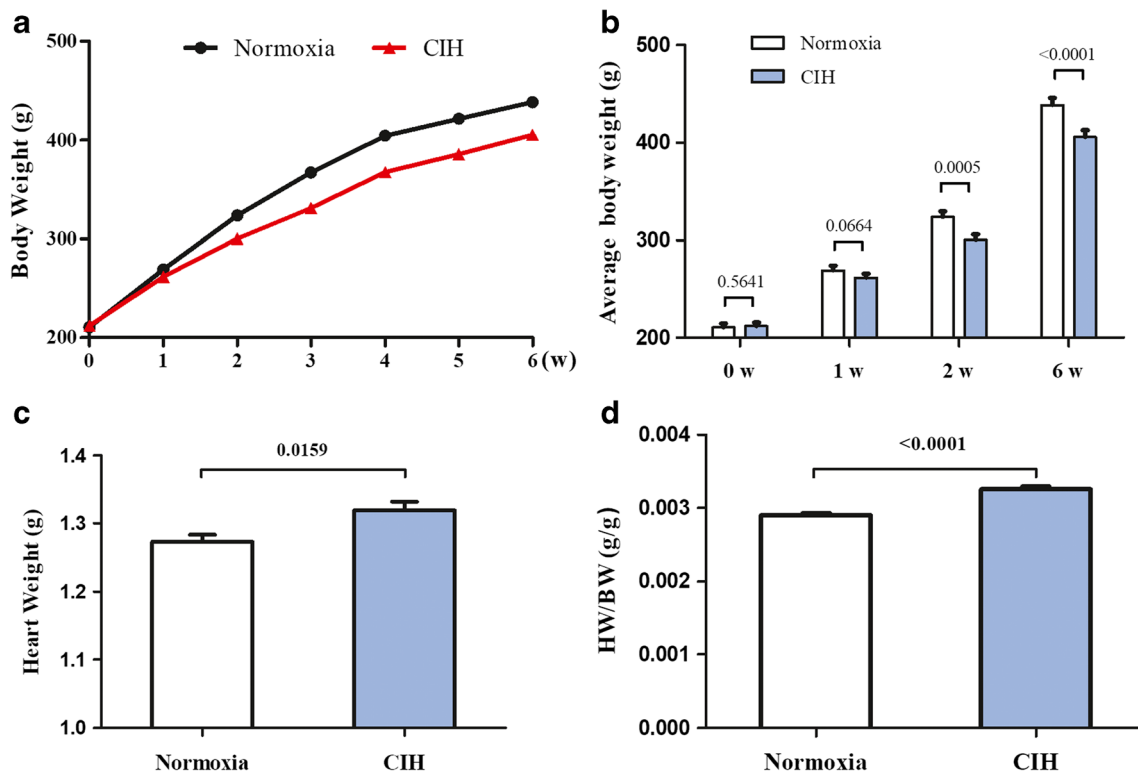 a
Normoxia
CIH
Body Weight (g)
500
400
300
200
0 1 2 3 4 5 6 (w)
b
Normoxia
CIH
Average body weight (g)
500
400
300
200
0.5641
0.0664
0.0005
<0.0001
0 w 1 w 2 w 6 w
c
Heart Weight (g)
1.4
1.3
1.2
1.1
1.0
0.0159
Normoxia CIH
d
HW/BW (g/g)
0.004
0.003
0.002
0.001
0.000
<0.0001
Normoxia CIH